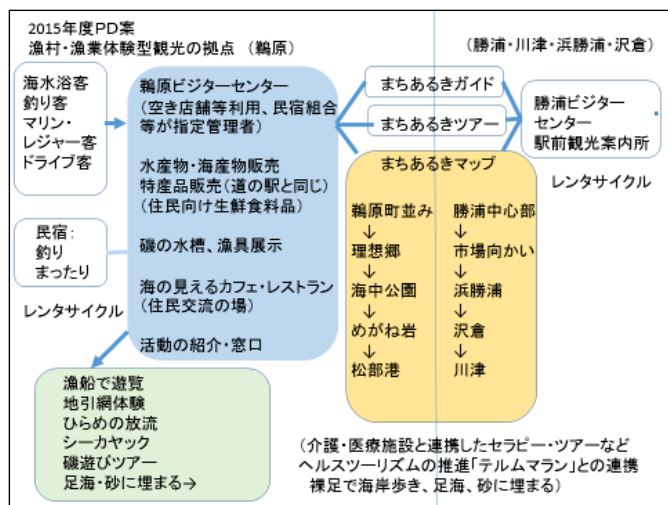 2015年度PD案
漁村・漁業体験型観光の拠点 (鵜原)
(勝浦・川津・浜勝浦・沢倉)
海水浴客
釣り客
マリン・
レジャー客
ドライブ客
民宿:
釣り
まったり
レンタサイクル
鵜原ビジターセンター
(空き店舗等利用、民宿組合
等が指定管理者)
水産物・海産物販売
特産品販売(道の駅と同じ)
(住民向け生鮮食料品)
磯の水槽、漁具展示
海の見えるカフェ・レストラン
(住民交流の場)
活動の紹介・窓口
まちあるきガイド
まちあるきツアー
まちあるきマップ
鵜原町並み
↓
理想郷
↓
海中公園
↓
めがね岩
↓
松部港
勝浦中心部
↓
市場向かい
↓
浜勝浦
↓
沢倉
↓
川津
勝浦ビジター
センター
駅前観光案内所
レンタサイクル
漁船で遊覧
地引網体験
ひらめの放流
シーカヤック
磯遊びツアー
足海・砂に埋まる→
(介護・医療施設と連携したセラピー・ツアーなど
ヘルスツーリズムの推進「テルムマラン」との連携
裸足で海岸歩き、足海、砂に埋まる)